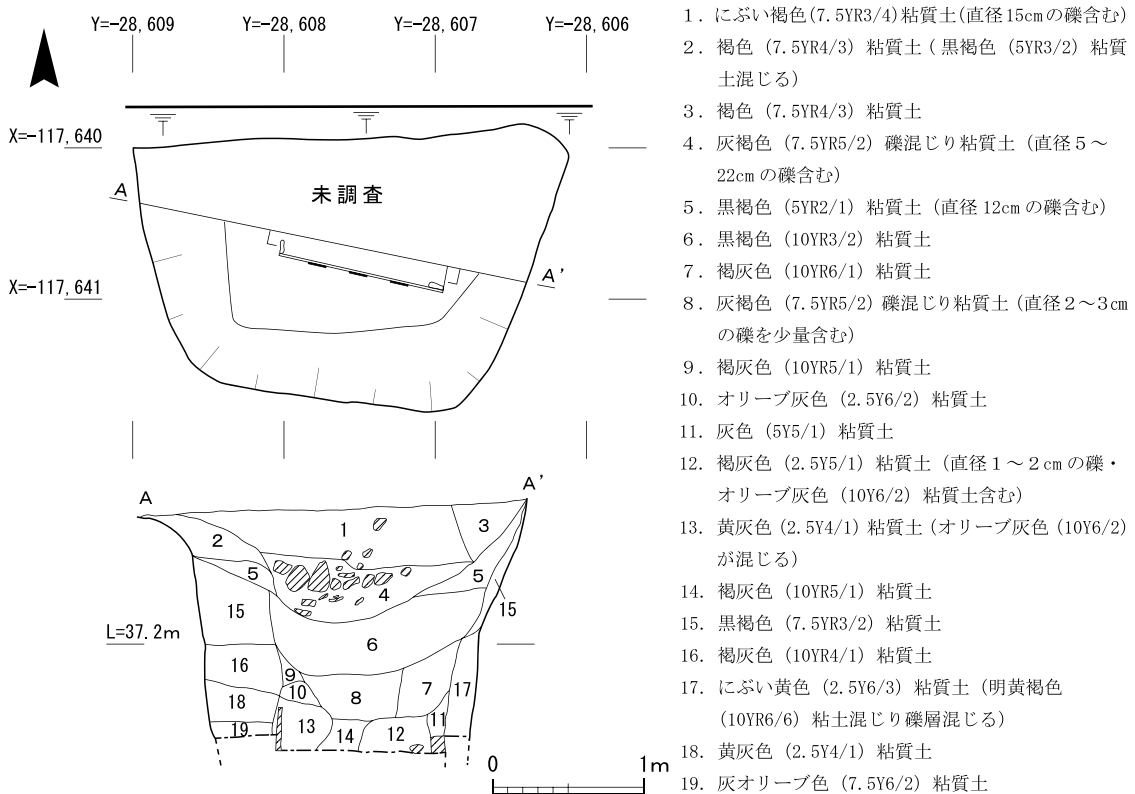 Y=-28,609 Y=-28,608 Y=-28,607 Y=-28,606
X=-117,640
A
未調査
A'
X=-117,641
A A'
1
3
2
5
4
5
15
15
L=37.2m
6
16
9
10
8
7
17
18
13
11
19
14
12
0 1m
1．にぶい褐色(7.5YR3/4)粘質土(直径15cmの礫含む)
2．褐色（7.5YR4/3）粘質土（黒褐色（5YR3/2）粘質
土混じる）
3．褐色（7.5YR4/3）粘質土
4．灰褐色（7.5YR5/2）礫混じり粘質土（直径５～
22cmの礫含む）
5．黒褐色（5YR2/1）粘質土（直径12cmの礫含む）
6．黒褐色（10YR3/2）粘質土
7．褐灰色（10YR6/1）粘質土
8．灰褐色（7.5YR5/2）礫混じり粘質土（直径２～３cm
の礫を少量含む）
9．褐灰色（10YR5/1）粘質土
10．オリーブ灰色（2.5Y6/2）粘質土
11．灰色（5Y5/1）粘質土
12．褐灰色（2.5Y5/1）粘質土（直径１～２cmの礫・
オリーブ灰色（10Y6/2）粘質土含む）
13．黄灰色（2.5Y4/1）粘質土（オリーブ灰色（10Y6/2）
が混じる）
14．褐灰色（10YR5/1）粘質土
15．黒褐色（7.5YR3/2）粘質土
16．褐灰色（10YR4/1）粘質土
17．にぶい黄色（2.5Y6/3）粘質土（明黄褐色
（10YR6/6）粘土混じり礫層混じる）
18．黄灰色（2.5Y4/1）粘質土
19．灰オリーブ色（7.5Y6/2）粘質土